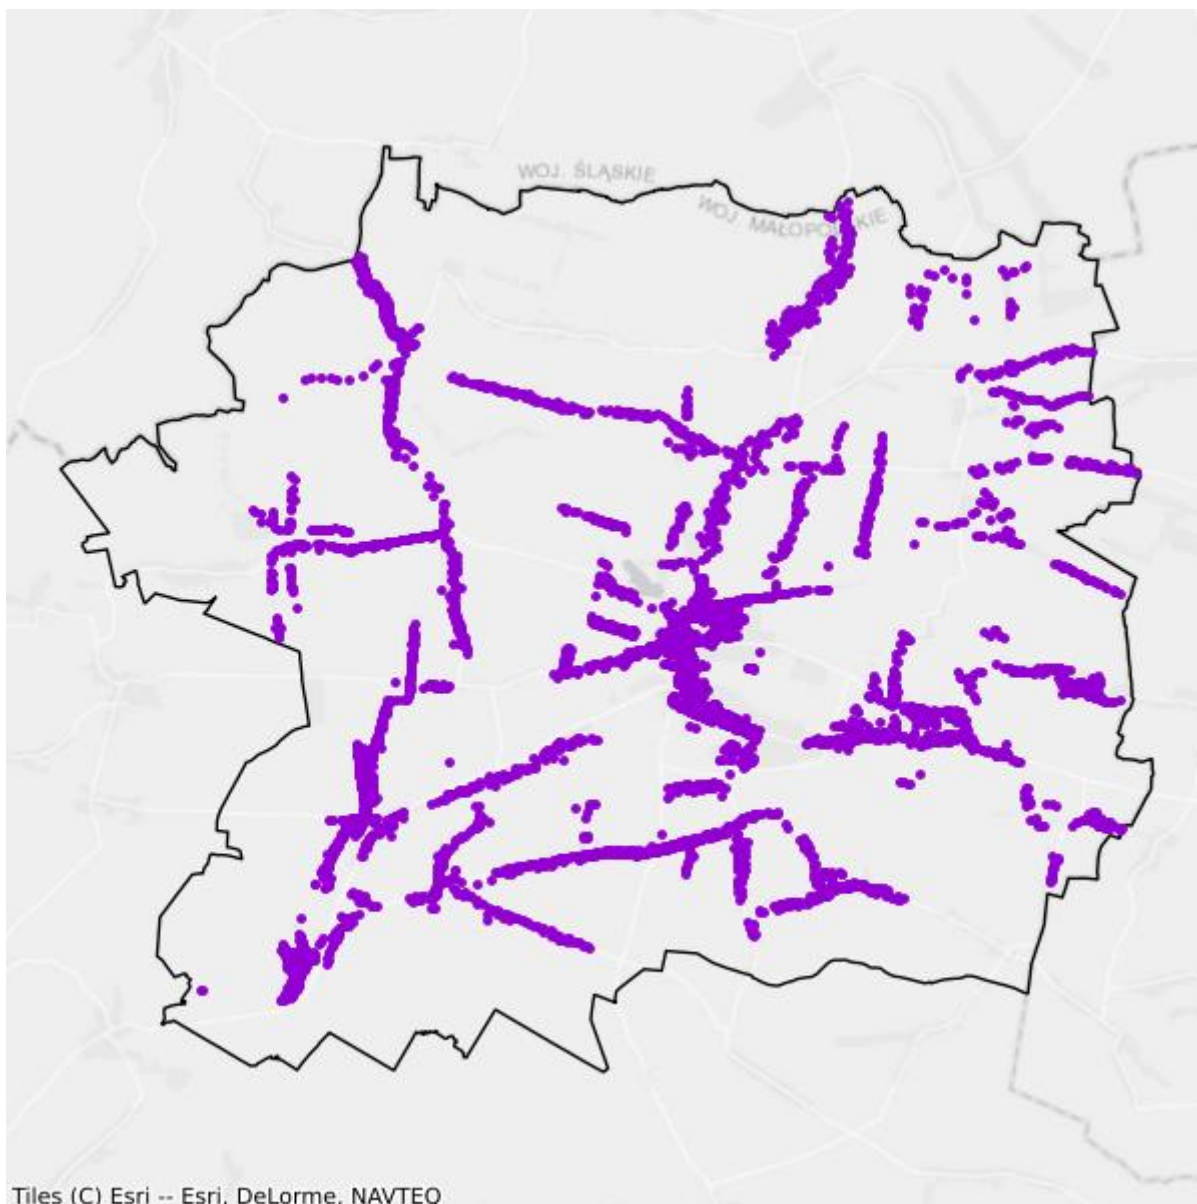 WOJ. ŚLĄSKIE
WOJ. MAŁOPOLSKIE
Tiles (C) Esri -- Esri, DeLorme, NAVTEQ